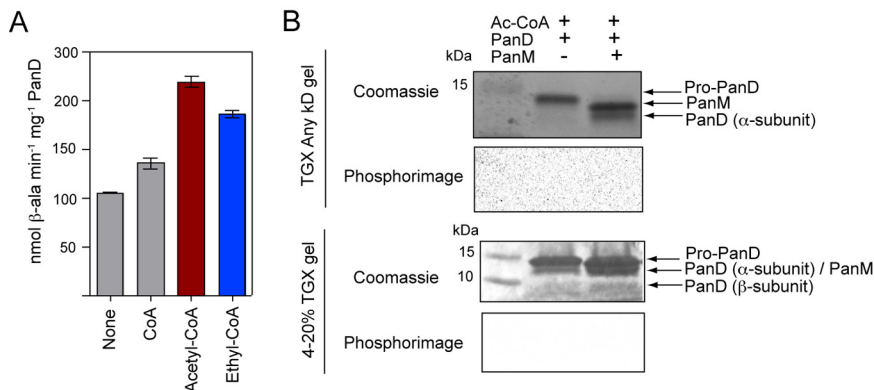 A
nmol β-ala min⁻¹ mg⁻¹ PanD
300
250
200
150
100
50
None
CoA
Acetyl-CoA
Ethyl-CoA
B
Ac-CoA + +
PanD + +
PanM - +
TGX Any kD gel
kDa
15
Coomassie
Pro-PanD
PanM
PanD (α-subunit)
Phosphorimage
4-20% TGX gel
kDa
15
10
Coomassie
Pro-PanD
PanD (α-subunit) / PanM
PanD (β-subunit)
Phosphorimage